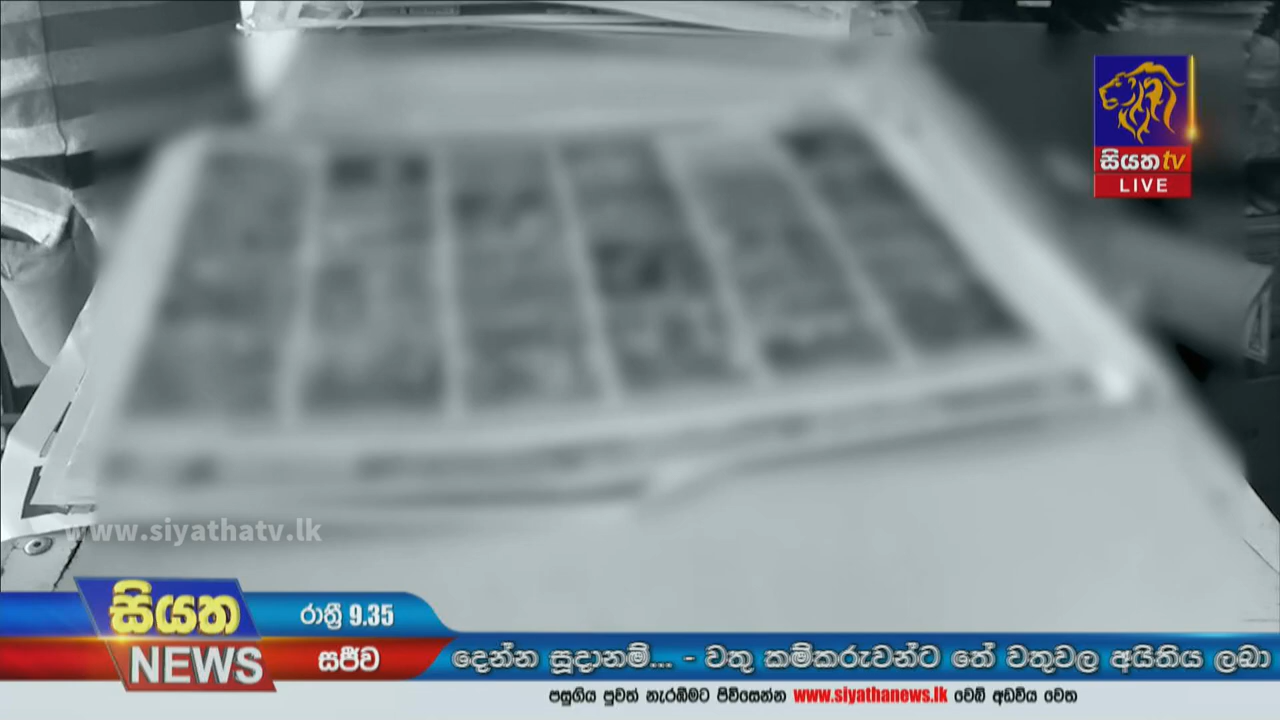 සියත tv
LIVE
www.siyathatv.lk
සියත
NEWS
රාත්‍රී 9.35
සජීව
දෙන්න සූදානම්... - වතු කම්කරුවන්ට තේ වතුවල අයිතිය ලබා
පසුගිය පුවත් නැරඹීමට පිවිසෙන්න www.siyathanews.lk වෙබ් අඩවිය වෙත